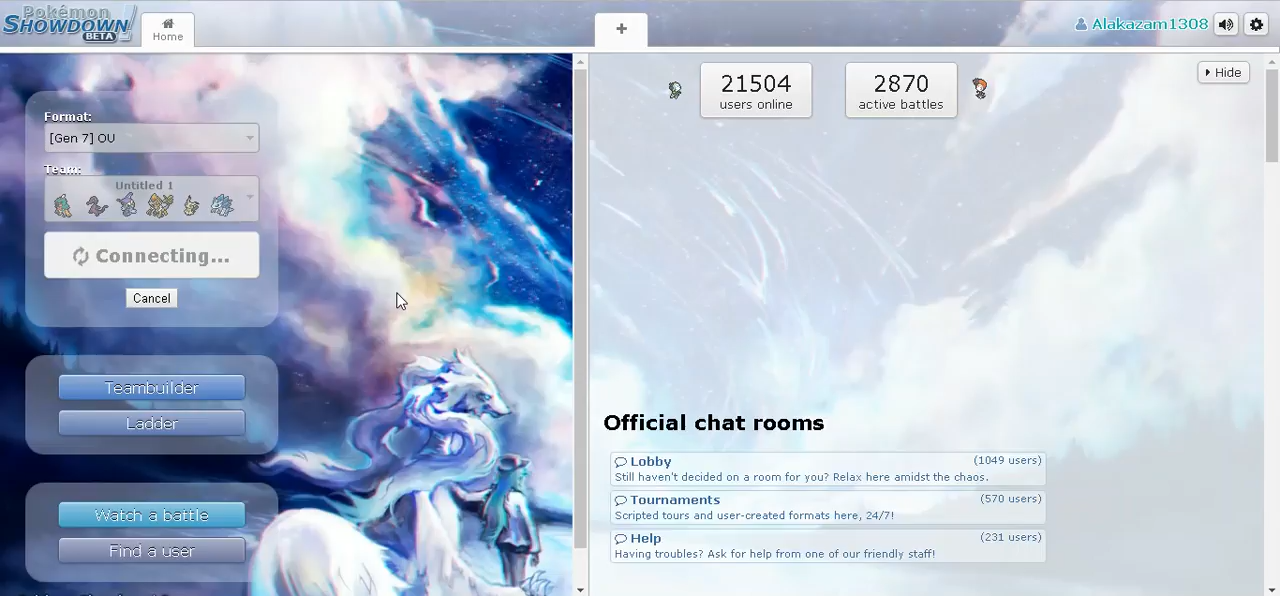 Pokémon
SHOWDOWN
BETA
Home
+
Alakazam1308
Format:
[Gen 7] OU
Team:
Untitled 1
Connecting...
Cancel
Teambuilder
Ladder
Watch a battle
Find a user
21504
users online
2870
active battles
Hide
Official chat rooms
Lobby
(1049 users)
Still haven't decided on a room for you? Relax here amidst the chaos.
Tournaments
(570 users)
Scripted tours and user-created formats here, 24/7!
Help
(231 users)
Having troubles? Ask for help from one of our friendly staff!